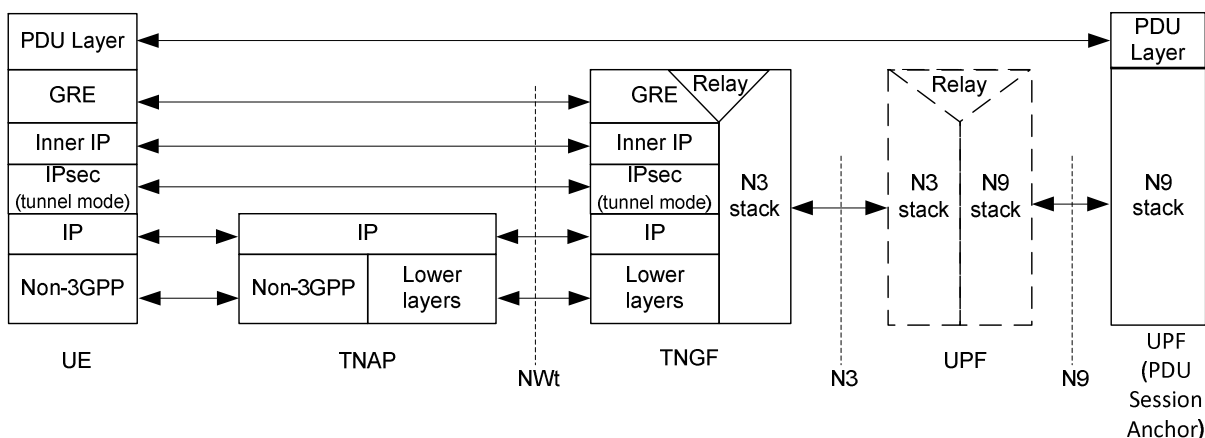 PDU Layer
PDU
Layer
GRE
GRE
Relay
Relay
Inner IP
Inner IP
IPsec
(tunnel mode)
IPsec
(tunnel mode)
N3
stack
N3
stack
N9
stack
N9
stack
IP
IP
IP
Non-3GPP
Non-3GPP
Lower
layers
Lower
layers
UE
TNAP
NWt
TNGF
N3
UPF
N9
UPF
(PDU
Session
Anchor)